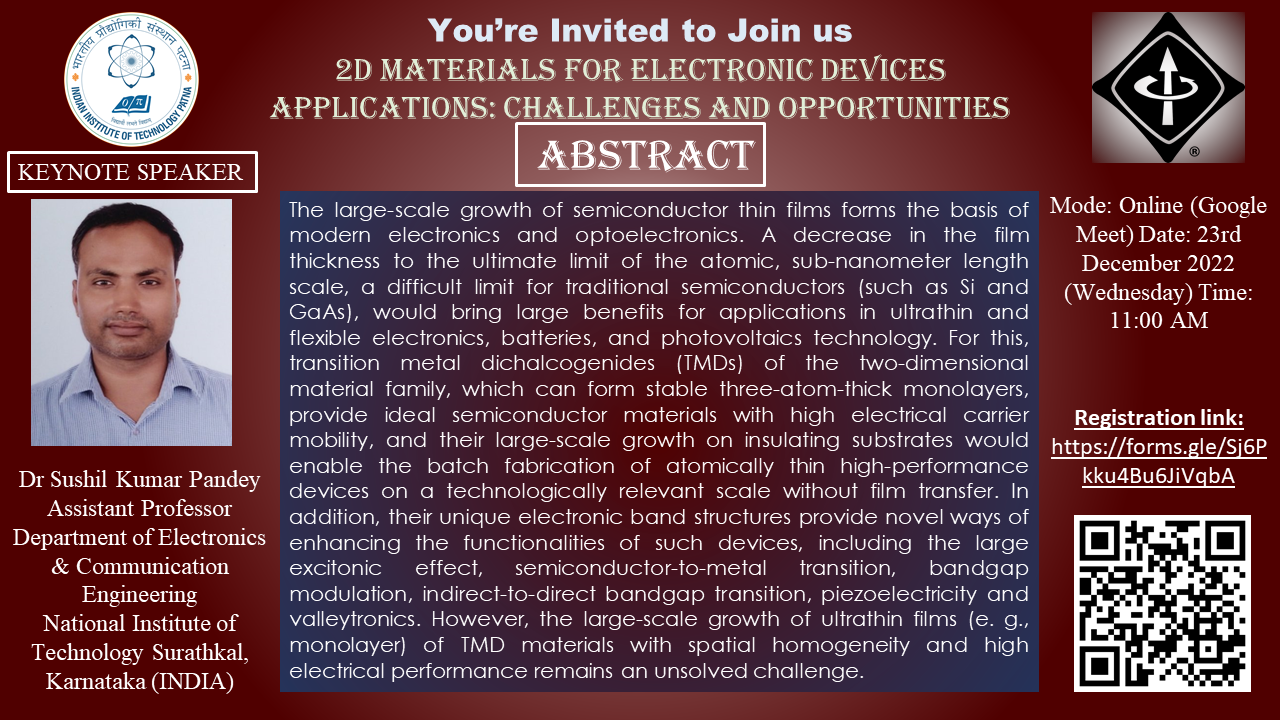 You're Invited to Join us
2D MATERIALS FOR ELECTRONIC DEVICES
APPLICATIONS: CHALLENGES AND OPPORTUNITIES
ABSTRACT
भारतीय प्रौद्योगिकी संस्थान पटना
INDIAN INSTITUTE OF TECHNOLOGY PATNA
KEYNOTE SPEAKER
Dr Sushil Kumar Pandey
Assistant Professor
Department of Electronics
& Communication
Engineering
National Institute of
Technology Surathkal,
Karnataka (INDIA)
The large-scale growth of semiconductor thin films forms the basis of
modern electronics and optoelectronics. A decrease in the film
thickness to the ultimate limit of the atomic, sub-nanometer length
scale, a difficult limit for traditional semiconductors (such as Si and
GaAs), would bring large benefits for applications in ultrathin and
flexible electronics, batteries, and photovoltaics technology. For this,
transition metal dichalcogenides (TMDs) of the two-dimensional
material family, which can form stable three-atom-thick monolayers,
provide ideal semiconductor materials with high electrical carrier
mobility, and their large-scale growth on insulating substrates would
enable the batch fabrication of atomically thin high-performance
devices on a technologically relevant scale without film transfer. In
addition, their unique electronic band structures provide novel ways of
enhancing the functionalities of such devices, including the large
excitonic effect, semiconductor-to-metal transition, bandgap
modulation, indirect-to-direct bandgap transition, piezoelectricity and
valleytronics. However, the large-scale growth of ultrathin films (e. g.,
monolayer) of TMD materials with spatial homogeneity and high
electrical performance remains an unsolved challenge.
®
Mode: Online (Google
Meet) Date: 23rd
December 2022
(Wednesday) Time:
11:00 AM
Registration link:
https://forms.gle/Sj6P
kku4Bu6JiVqbA